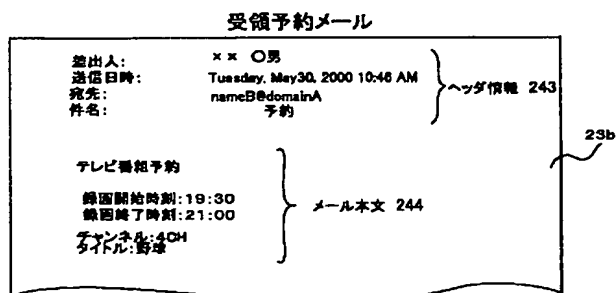 受領予約メール
差出人: ×× 〇男
送信日時: Tuesday, May30, 2000 10:46 AM
宛先: nameB@domainA
件名: 予約
ヘッダ情報 243
23b
テレビ番組予約
録画開始時刻:19:30
録画終了時刻:21:00
チャンネル:4CH
タイトル:野球
メール本文 244